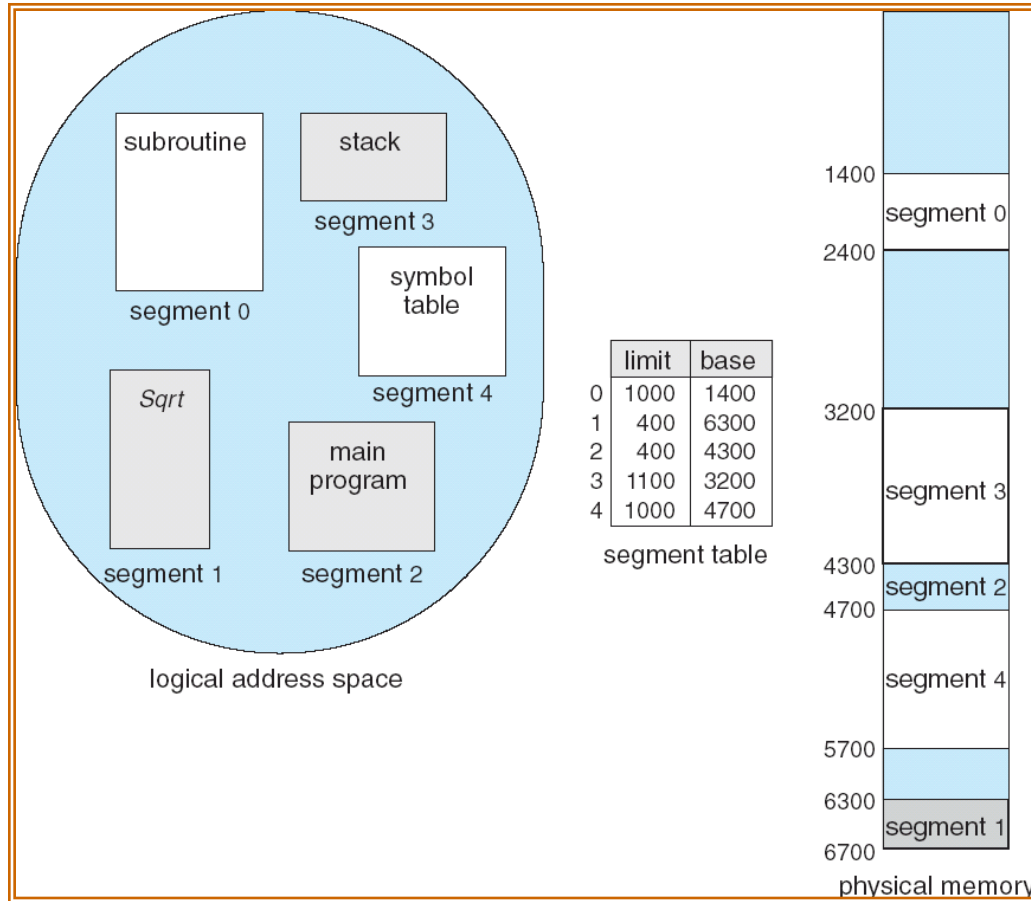 subroutine
segment 0
stack
segment 3
symbol
table
segment 4
Sqrt
segment 1
main
program
segment 2
logical address space
limit base
0 1000 1400
1 400 6300
2 400 4300
3 1100 3200
4 1000 4700
segment table
1400
segment 0
2400
3200
segment 3
4300
segment 2
4700
segment 4
5700
6300
segment 1
6700
physical memory